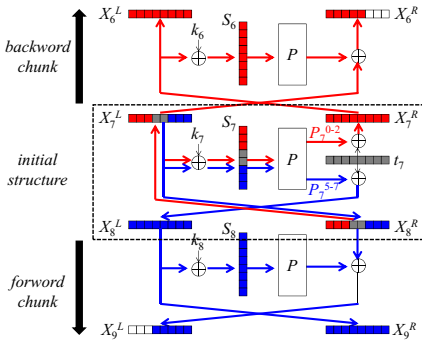 X₆ᴸ S₆ X₆ᴿ
backword
chunk
k₆
P
X₇ᴸ S₇ X₇ᴿ
k₇
P₇⁰⁻²
initial
structure
P
t₇
P₇⁵⁻⁷
X₈ᴸ S₈ X₈ᴿ
k₈
P
forword
chunk
X₉ᴸ X₉ᴿ